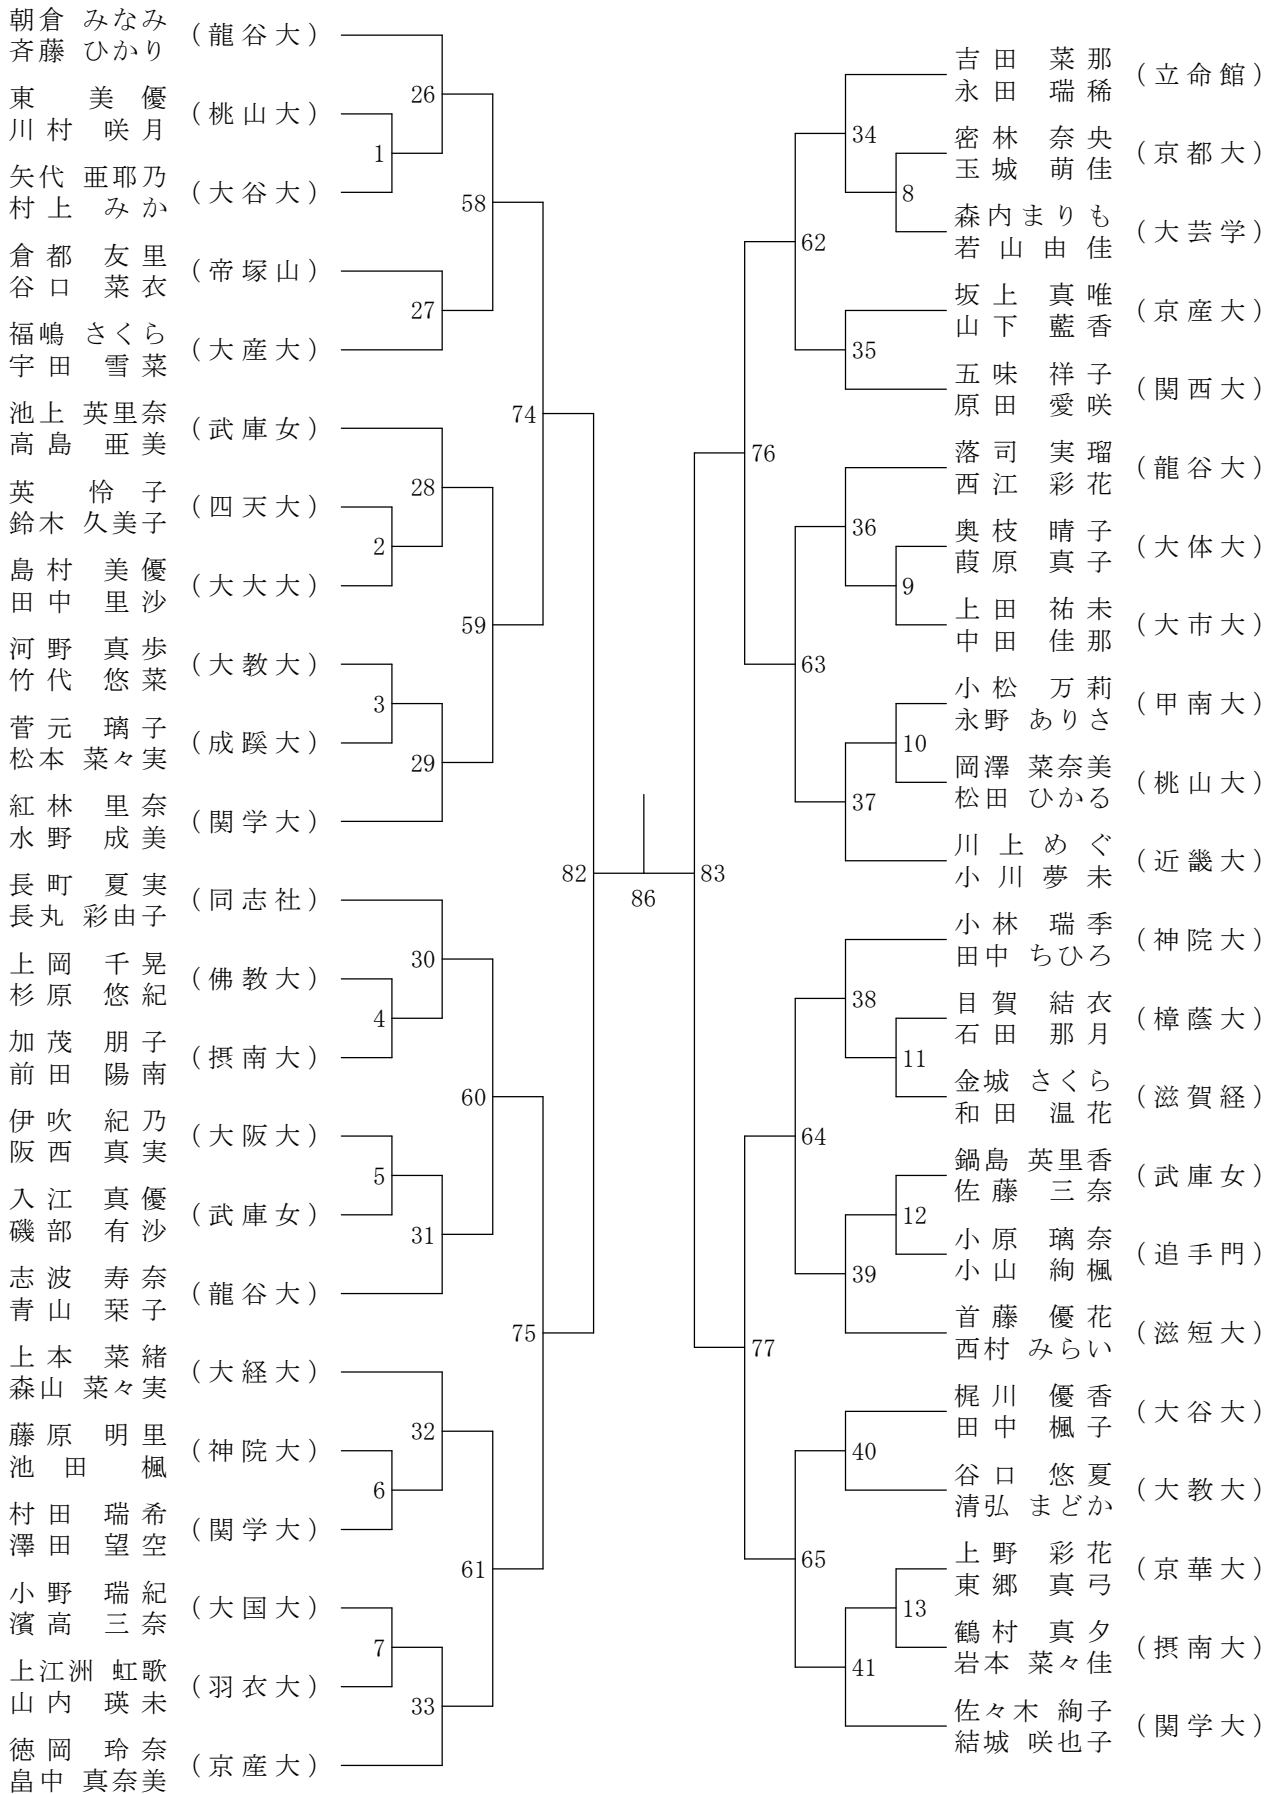 朝倉 みなみ
斉藤 ひかり
(龍谷大)
東 美優
川村 咲月
(桃山大)
矢代 亜耶乃
村上 みか
(大谷大)
倉都 友里
谷口 菜衣
(帝塚山)
福嶋 さくら
宇田 雪菜
(大産大)
池上 英里奈
高島 亜美
(武庫女)
英 怜子
鈴木 久美子
(四天大)
島村 美優
田中 里沙
(大大大)
河野 真歩
竹代 悠菜
(大教大)
菅元 璃子
松本 菜々実
(成蹊大)
紅林 里奈
水野 成美
(関学大)
長町 夏実
長丸 彩由子
(同志社)
上岡 千晃
杉原 悠紀
(佛教大)
加茂 朋子
前田 陽南
(摂南大)
伊吹 紀乃
阪西 真実
(大阪大)
入江 真優
磯部 有沙
(武庫女)
志波 寿奈
青山 栞子
(龍谷大)
上本 菜緒
森山 菜々実
(大経大)
藤原 明里
池田 楓
(神院大)
村田 瑞希
澤田 望空
(関学大)
小野 瑞紀
濱高 三奈
(大国大)
上江洲 虹歌
山内 瑛未
(羽衣大)
徳岡 玲奈
畠中 真奈美
(京産大)
26
1
58
27
74
28
2
59
3
29
82
30
4
60
5
31
75
32
6
61
7
33
86
83
34
8
62
35
76
36
9
63
10
37
38
11
64
12
39
77
40
65
13
41
吉田 菜那
永田 瑞稀
(立命館)
密林 奈央
玉城 萌佳
(京都大)
森内まりも
若山由佳
(大芸学)
坂上 真唯
山下 藍香
(京産大)
五味 祥子
原田 愛咲
(関西大)
落司 実瑠
西江 彩花
(龍谷大)
奥枝 晴子
葭原 真子
(大体大)
上田 祐未
中田 佳那
(大市大)
小松 万莉
永野 ありさ
(甲南大)
岡澤 菜奈美
松田 ひかる
(桃山大)
川上めぐ
小川夢未
(近畿大)
小林 瑞季
田中 ちひろ
(神院大)
目賀 結衣
石田 那月
(樟蔭大)
金城 さくら
和田 温花
(滋賀経)
鍋島 英里香
佐藤 三奈
(武庫女)
小原 璃奈
小山 絢楓
(追手門)
首藤 優花
西村 みらい
(滋短大)
梶川 優香
田中 楓子
(大谷大)
谷口 悠夏
清弘 まどか
(大教大)
上野 彩花
東郷 真弓
(京華大)
鶴村 真夕
岩本 菜々佳
(摂南大)
佐々木 絢子
結城 咲也子
(関学大)